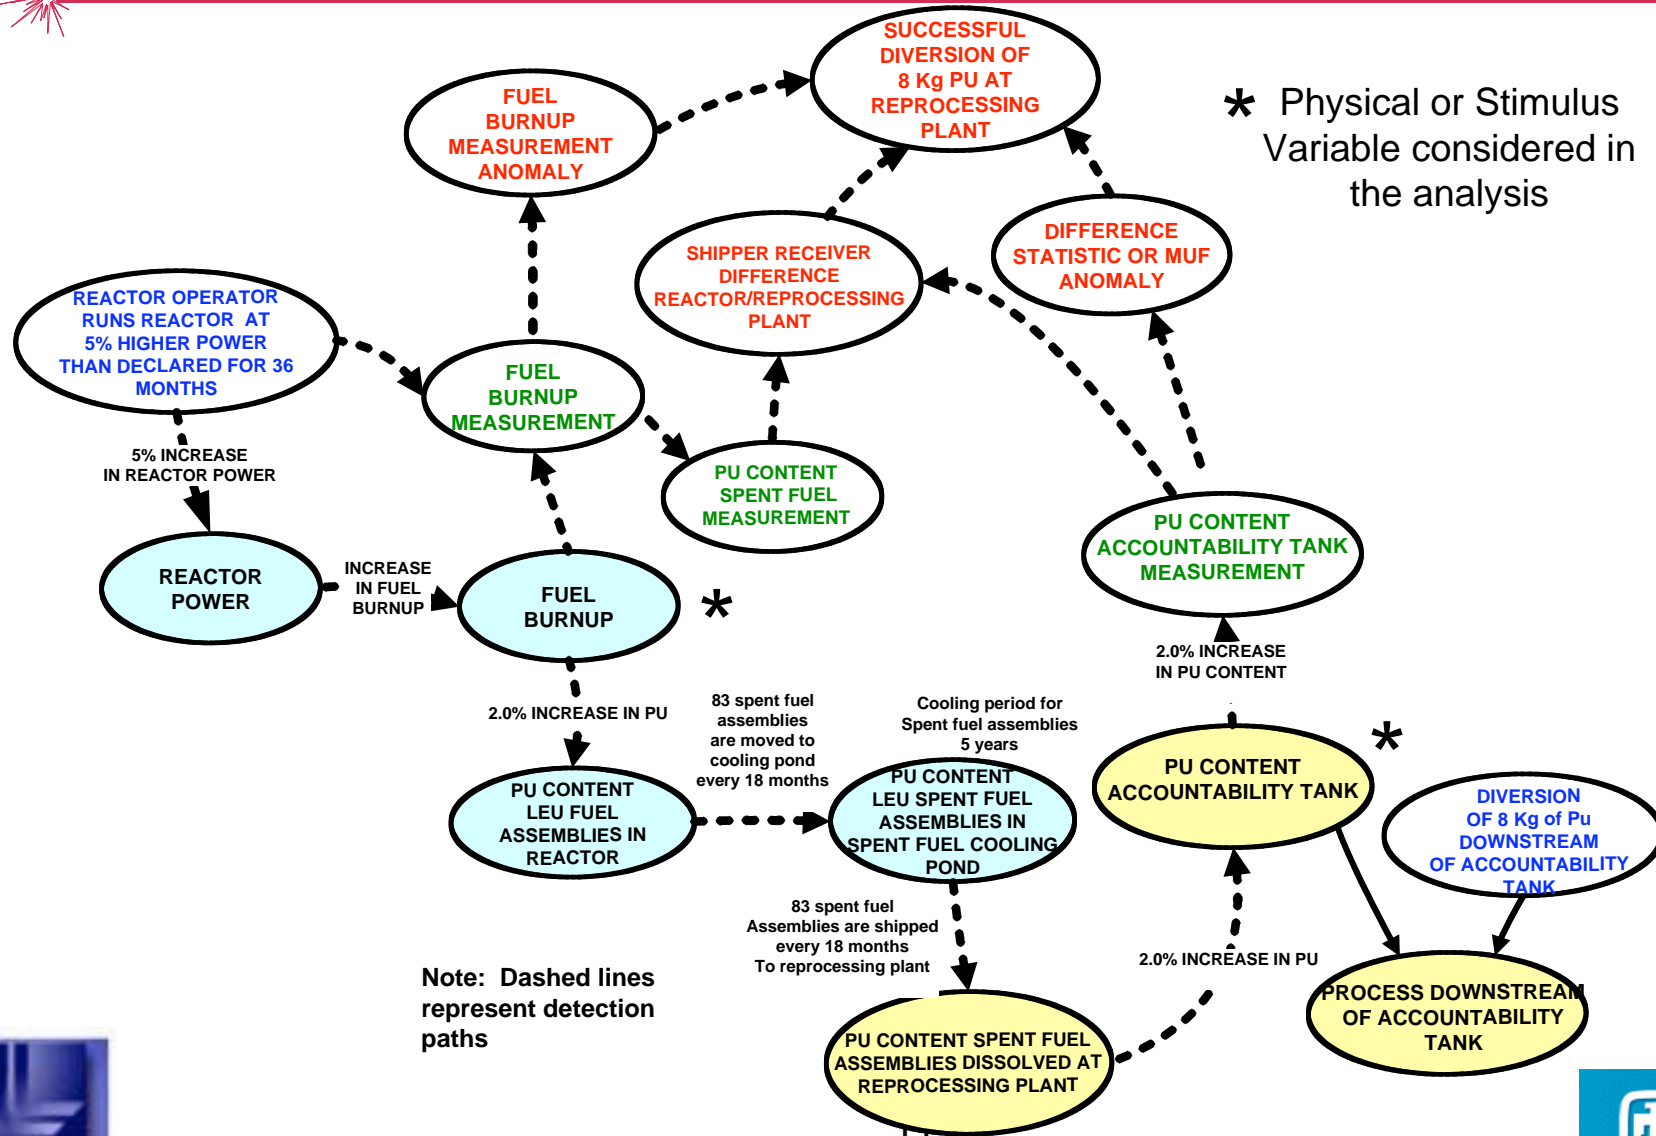 SUCCESSFUL
DIVERSION OF
8 Kg PU AT
REPROCESSING
PLANT
* Physical or Stimulus
Variable considered in
the analysis
FUEL
BURNUP
MEASUREMENT
ANOMALY
DIFFERENCE
STATISTIC OR MUF
ANOMALY
SHIPPER RECEIVER
DIFFERENCE
REACTOR/REPROCESSING
PLANT
REACTOR OPERATOR
RUNS REACTOR AT
5% HIGHER POWER
THAN DECLARED FOR 36
MONTHS
FUEL
BURNUP
MEASUREMENT
5% INCREASE
IN REACTOR POWER
PU CONTENT
SPENT FUEL
MEASUREMENT
PU CONTENT
ACCOUNTABILITY TANK
MEASUREMENT
REACTOR
POWER
INCREASE
IN FUEL
BURNUP
FUEL
BURNUP
*
2.0% INCREASE
IN PU CONTENT
2.0% INCREASE IN PU
83 spent fuel
assemblies
are moved to
cooling pond
every 18 months
Cooling period for
Spent fuel assemblies
5 years
*
PU CONTENT
ACCOUNTABILITY TANK
PU CONTENT
LEU FUEL
ASSEMBLIES IN
REACTOR
PU CONTENT
LEU SPENT FUEL
ASSEMBLIES IN
SPENT FUEL COOLING
POND
DIVERSION
OF 8 Kg of Pu
DOWNSTREAM
OF ACCOUNTABILITY
TANK
83 spent fuel
Assemblies are shipped
every 18 months
To reprocessing plant
2.0% INCREASE IN PU
Note: Dashed lines
represent detection
paths
PROCESS DOWNSTREAM
OF ACCOUNTABILITY
TANK
PU CONTENT SPENT FUEL
ASSEMBLIES DISSOLVED AT
REPROCESSING PLANT